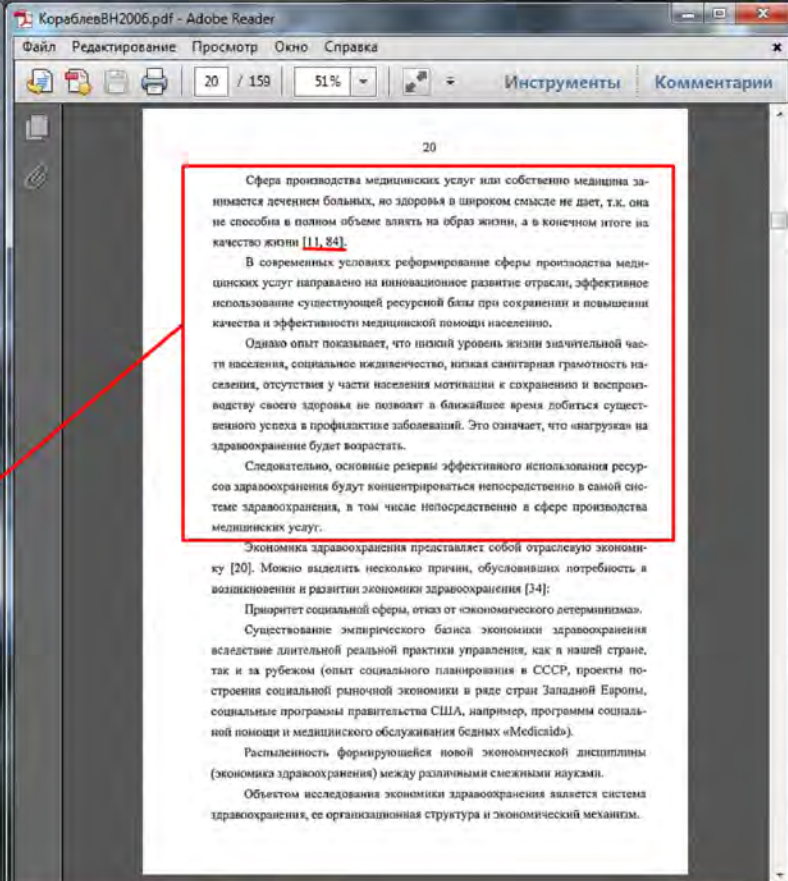 КораблевВН2006.pdf - Adobe Reader
Файл Редактирование Просмотр Окно Справка
20 / 159 51% Инструменты Комментарии
20
Сфера производства медицинских услуг или собственно медицина за-
нимается лечением больных, но здоровья в широком смысле не дает, т.к. она
не способна в полном объеме влиять на образ жизни, а в конечном итоге на
качество жизни [11, 84].
В современных условиях реформирование сферы производства меди-
цинских услуг направлено на инновационное развитие отрасли, эффективное
использование существующей ресурсной базы при сохранении и повышении
качества и эффективности медицинской помощи населению.
Однако опыт показывает, что низкий уровень жизни значительной час-
ти населения, социальное иждивенчество, низкая санитарная грамотность на-
селения, отсутствия у части населения мотивации к сохранению и воспроиз-
водству своего здоровья не позволят в ближайшее время добиться сущест-
венного успеха в профилактике заболеваний. Это означает, что «нагрузка» на
здравоохранение будет возрастать.
Следовательно, основные резервы эффективного использования ресур-
сов здравоохранения будут концентрироваться непосредственно в самой сис-
теме здравоохранения, в том числе непосредственно в сфере производства
медицинских услуг.
Экономика здравоохранения представляет собой отраслевую экономи-
ку [20]. Можно выделить несколько причин, обусловивших потребность в
возникновении и развитии экономики здравоохранения [34]:
Приоритет социальной сферы, отказ от «экономического детерминизма».
Существование эмпирического базиса экономики здравоохранения
вследствие длительной реальной практики управления, как в нашей стране,
так и за рубежом (опыт социального планирования в СССР, проекты по-
строения социальной рыночной экономики в ряде стран Западной Европы,
социальные программы правительства США, например, программы социаль-
ной помощи и медицинского обслуживания бедных «Medicaid»).
Распыленность формирующейся новой экономической дисциплины
(экономика здравоохранения) между различными смежными науками.
Объектом исследования экономики здравоохранения является система
здравоохранения, ее организационная структура и экономический механизм.